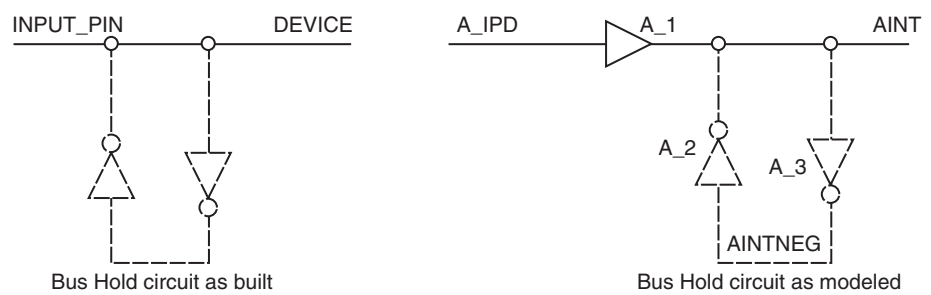 INPUT_PIN DEVICE A_IPD A_1 AINT
A_2 A_3
AINTNEG
Bus Hold circuit as built Bus Hold circuit as modeled